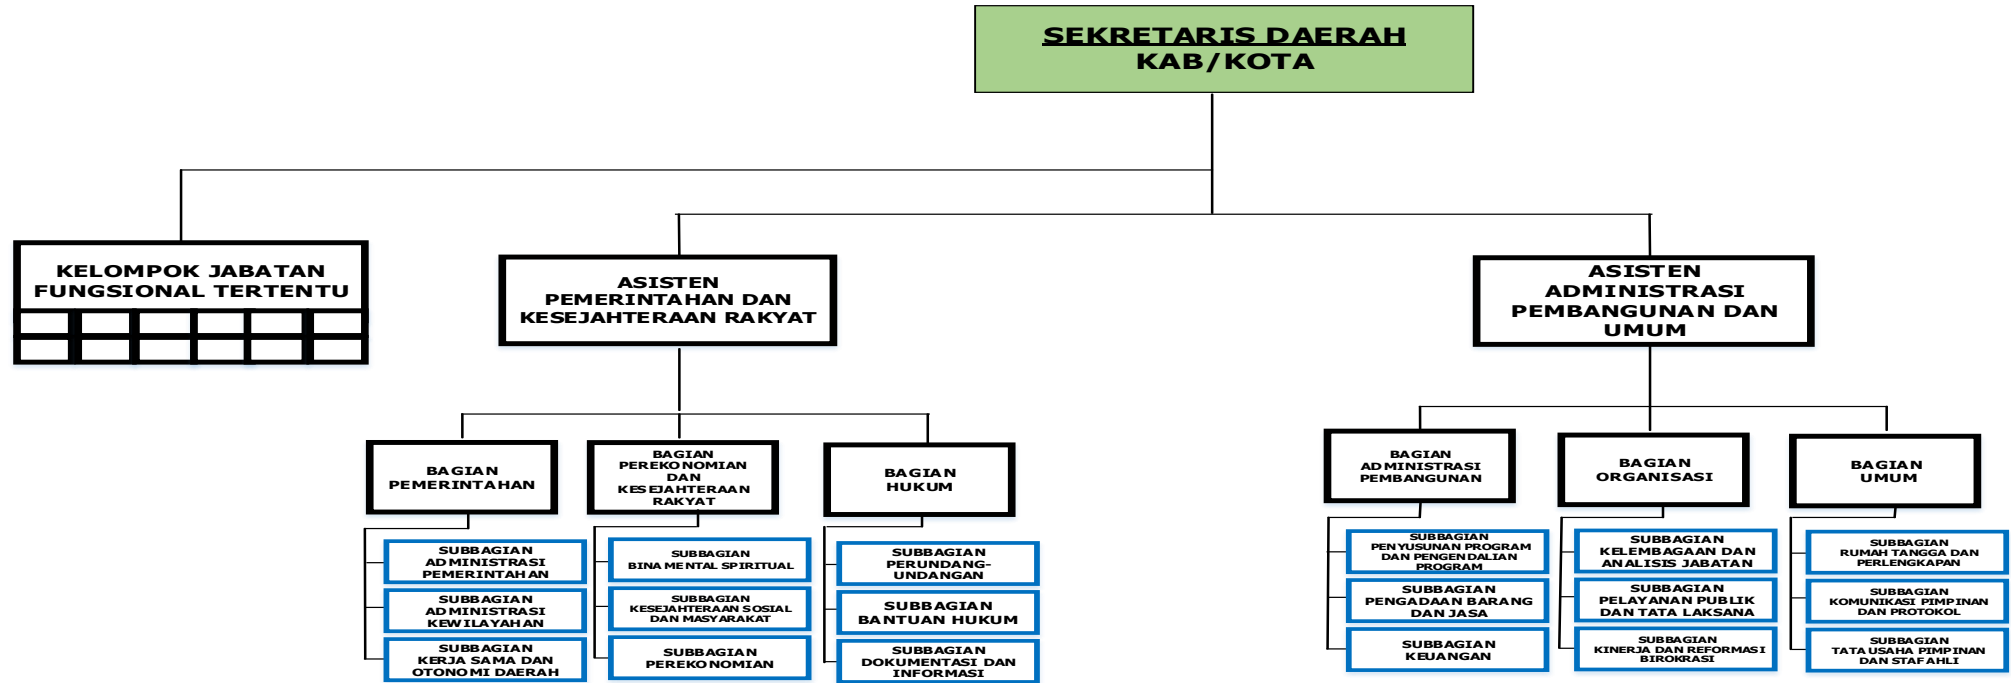 SEKRETARIS DAERAH
KAB/KOTA
KELOMPOK JABATAN
FUNGSIONAL TERTENTU
ASISTEN
PEMERINTAHAN DAN
KESEJAHTERAAN RAKYAT
ASISTEN
ADMINISTRASI
PEMBANGUNAN DAN
UMUM
BAGIAN
PEMERINTAHAN
BAGIAN
PEREKONOMIAN
DAN
KESEJAHTERAAN
RAKYAT
BAGIAN
HUKUM
BAGIAN
ADMINISTRASI
PEMBANGUNAN
BAGIAN
ORGANISASI
BAGIAN
UMUM
SUBBAGIAN
ADMINISTRASI
PEMERINTAHAN
SUBBAGIAN
ADMINISTRASI
KEWILAYAHAN
SUBBAGIAN
KERJA SAMA DAN
OTONOMI DAERAH
SUBBAGIAN
BINA MENTAL SPIRITUAL
SUBBAGIAN
KESEJAHTERAAN SOSIAL
DAN MASYARAKAT
SUBBAGIAN
PEREKONOMIAN
SUBBAGIAN
PERUNDANG-
UNDANGAN
SUBBAGIAN
BANTUAN HUKUM
SUBBAGIAN
DOKUMENTASI DAN
INFORMASI
SUBBAGIAN
PENYUSUNAN PROGRAM
DAN PENGENDALIAN
PROGRAM
SUBBAGIAN
PENGADAAN BARANG
DAN JASA
SUBBAGIAN
KEUANGAN
SUBBAGIAN
KELEMBAGAAN DAN
ANALISIS JABATAN
SUBBAGIAN
PELAYANAN PUBLIK
DAN TATA LAKSANA
SUBBAGIAN
KINERJA DAN REFORMASI
BIROKRASI
SUBBAGIAN
RUMAH TANGGA DAN
PERLENGKAPAN
SUBBAGIAN
KOMUNIKASI PIMPINAN
DAN PROTOKOL
SUBBAGIAN
TATA USAHA PIMPINAN
DAN STAF AHLI